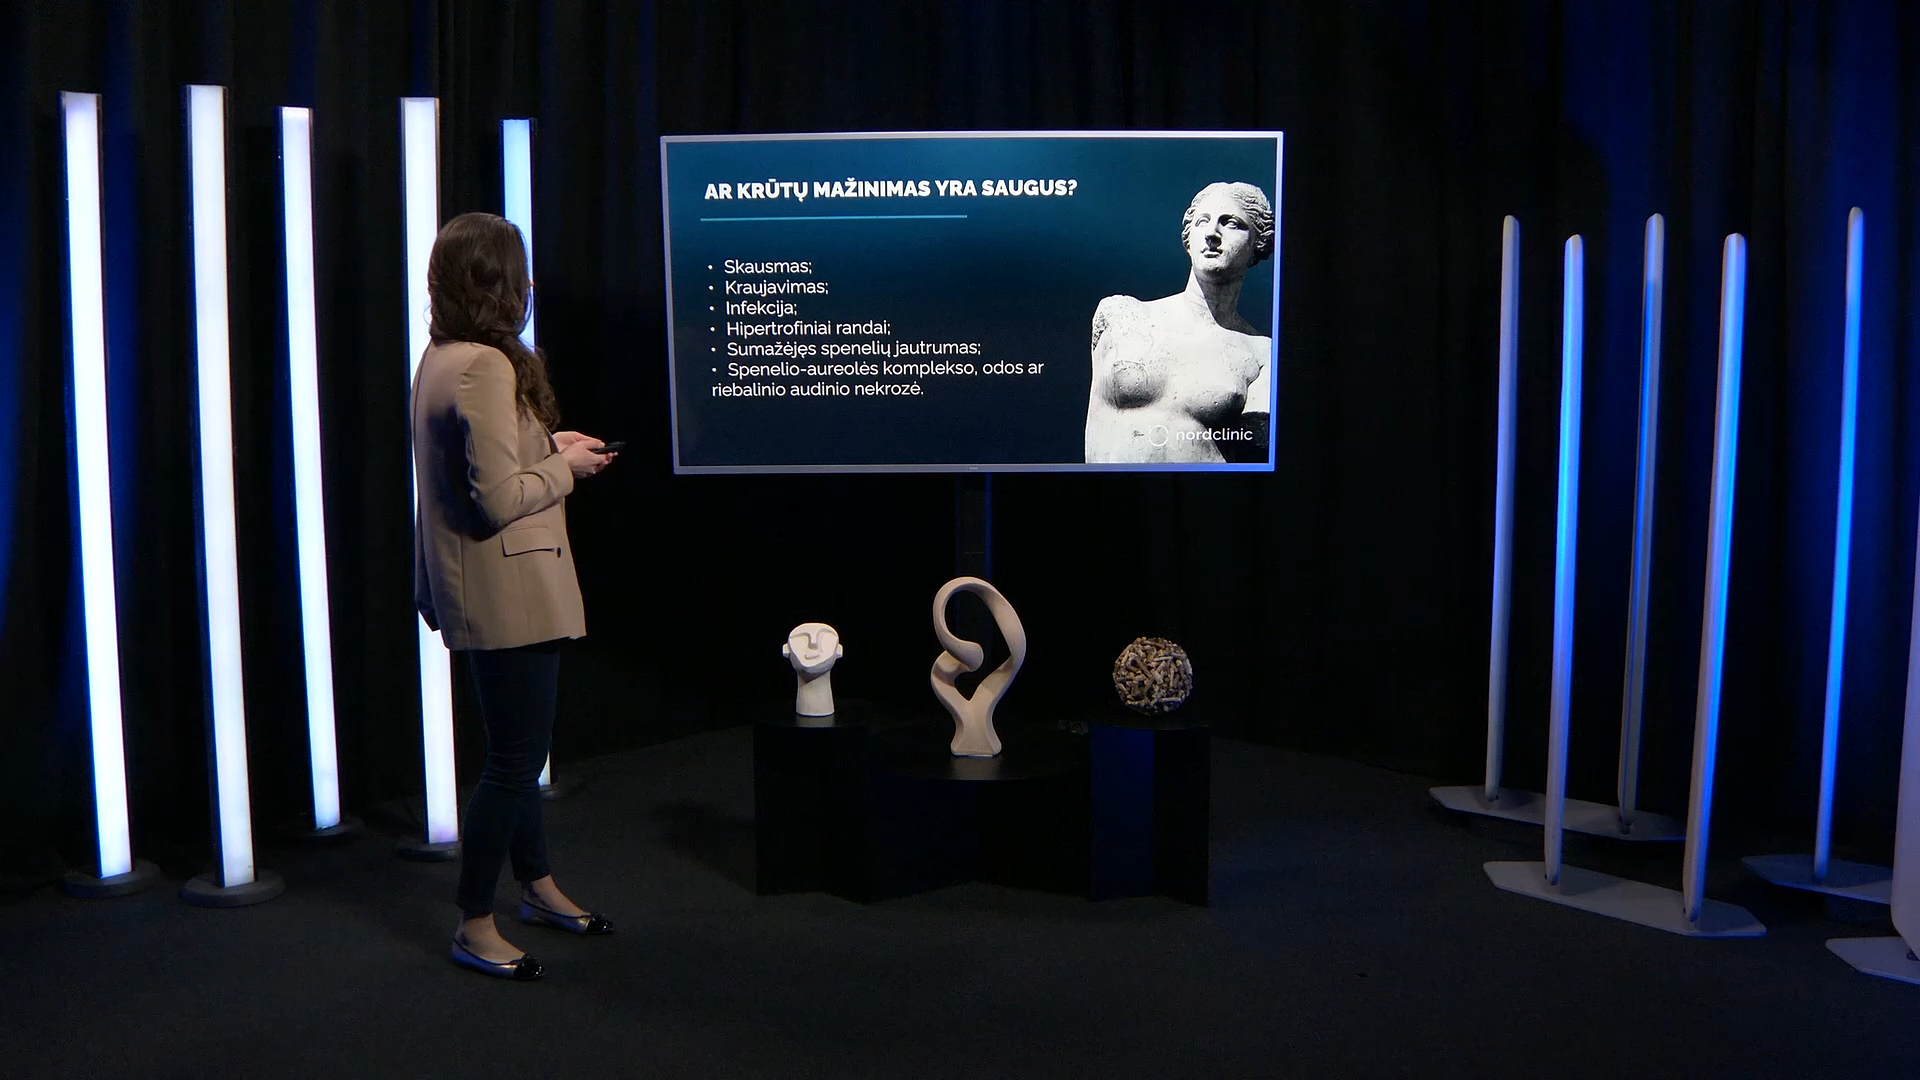 AR KRŪTŲ MAŽINIMAS YRA SAUGUS?
• Skausmas;
• Kraujavimas;
• Infekcija;
• Hipertrofiniai randai;
• Sumažėjęs spenelių jautrumas;
• Spenelio-aureolės komplekso, odos ar
riebalinio audinio nekrozė.
nordclinic